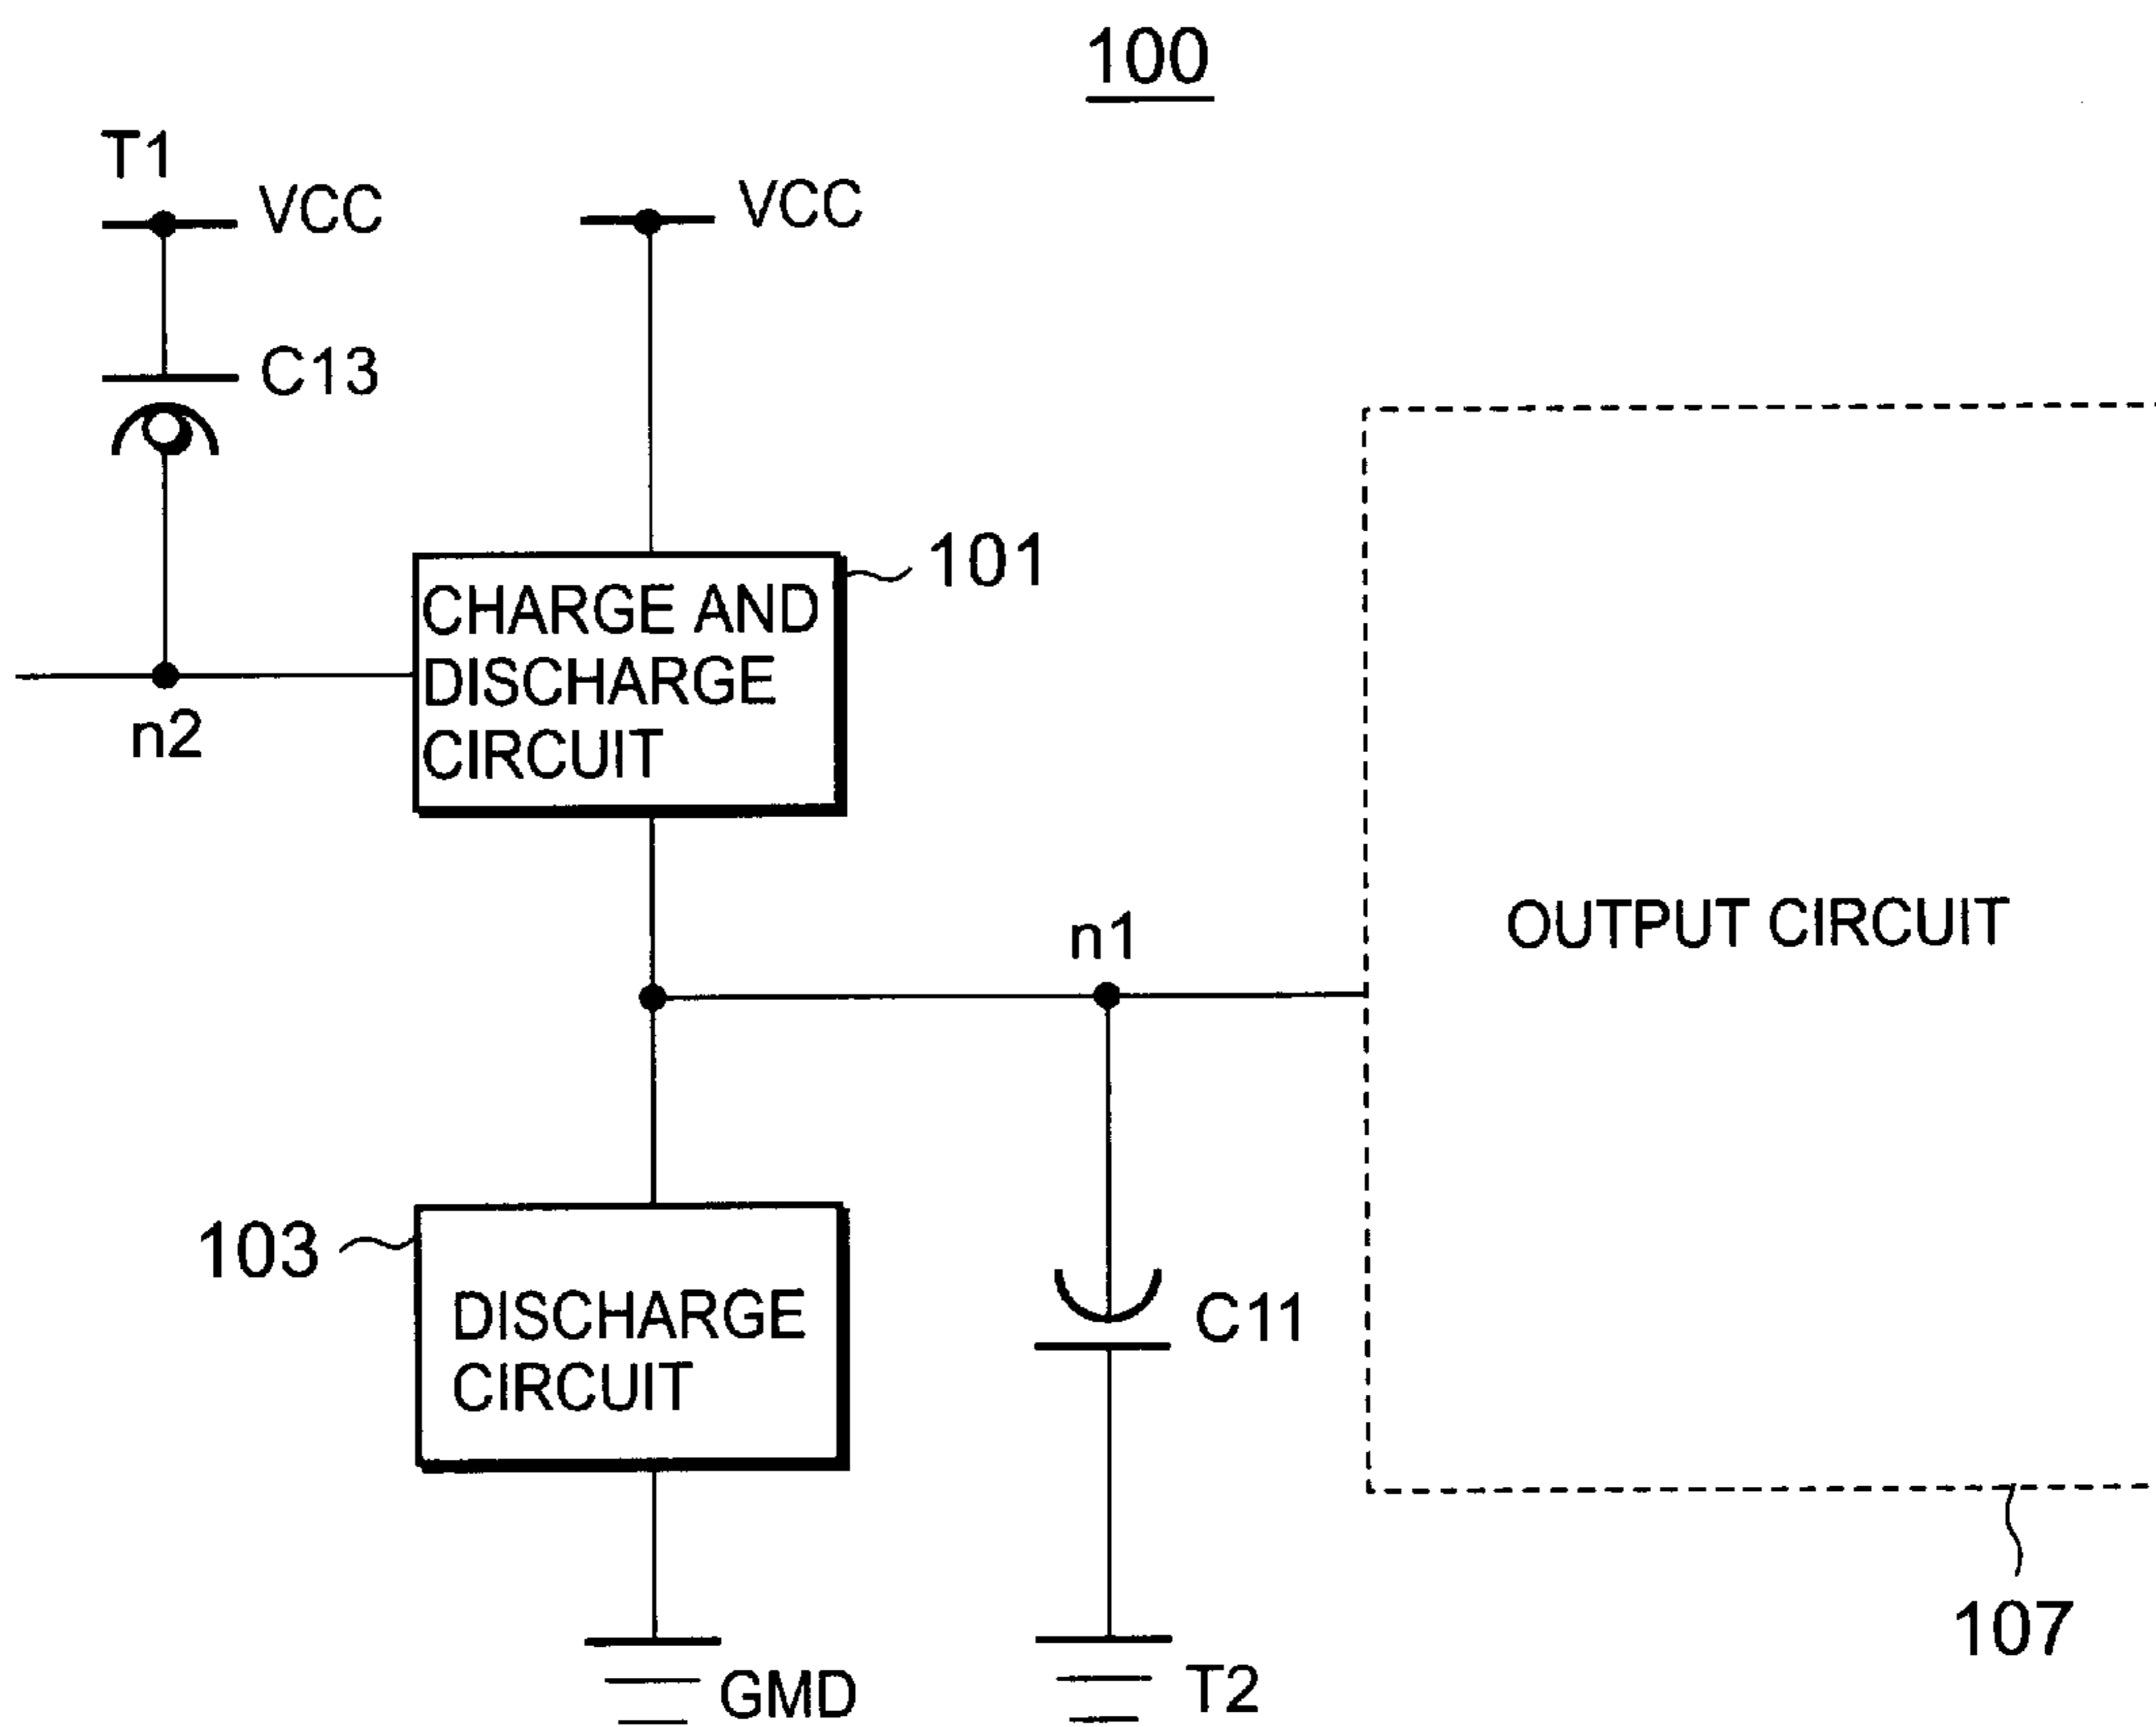 100
T1
VCC
VCC
C13
101
CHARGE AND
DISCHARGE
CIRCUIT
n2
n1
OUTPUT CIRCUIT
103
DISCHARGE
CIRCUIT
C11
107
GMD
T2